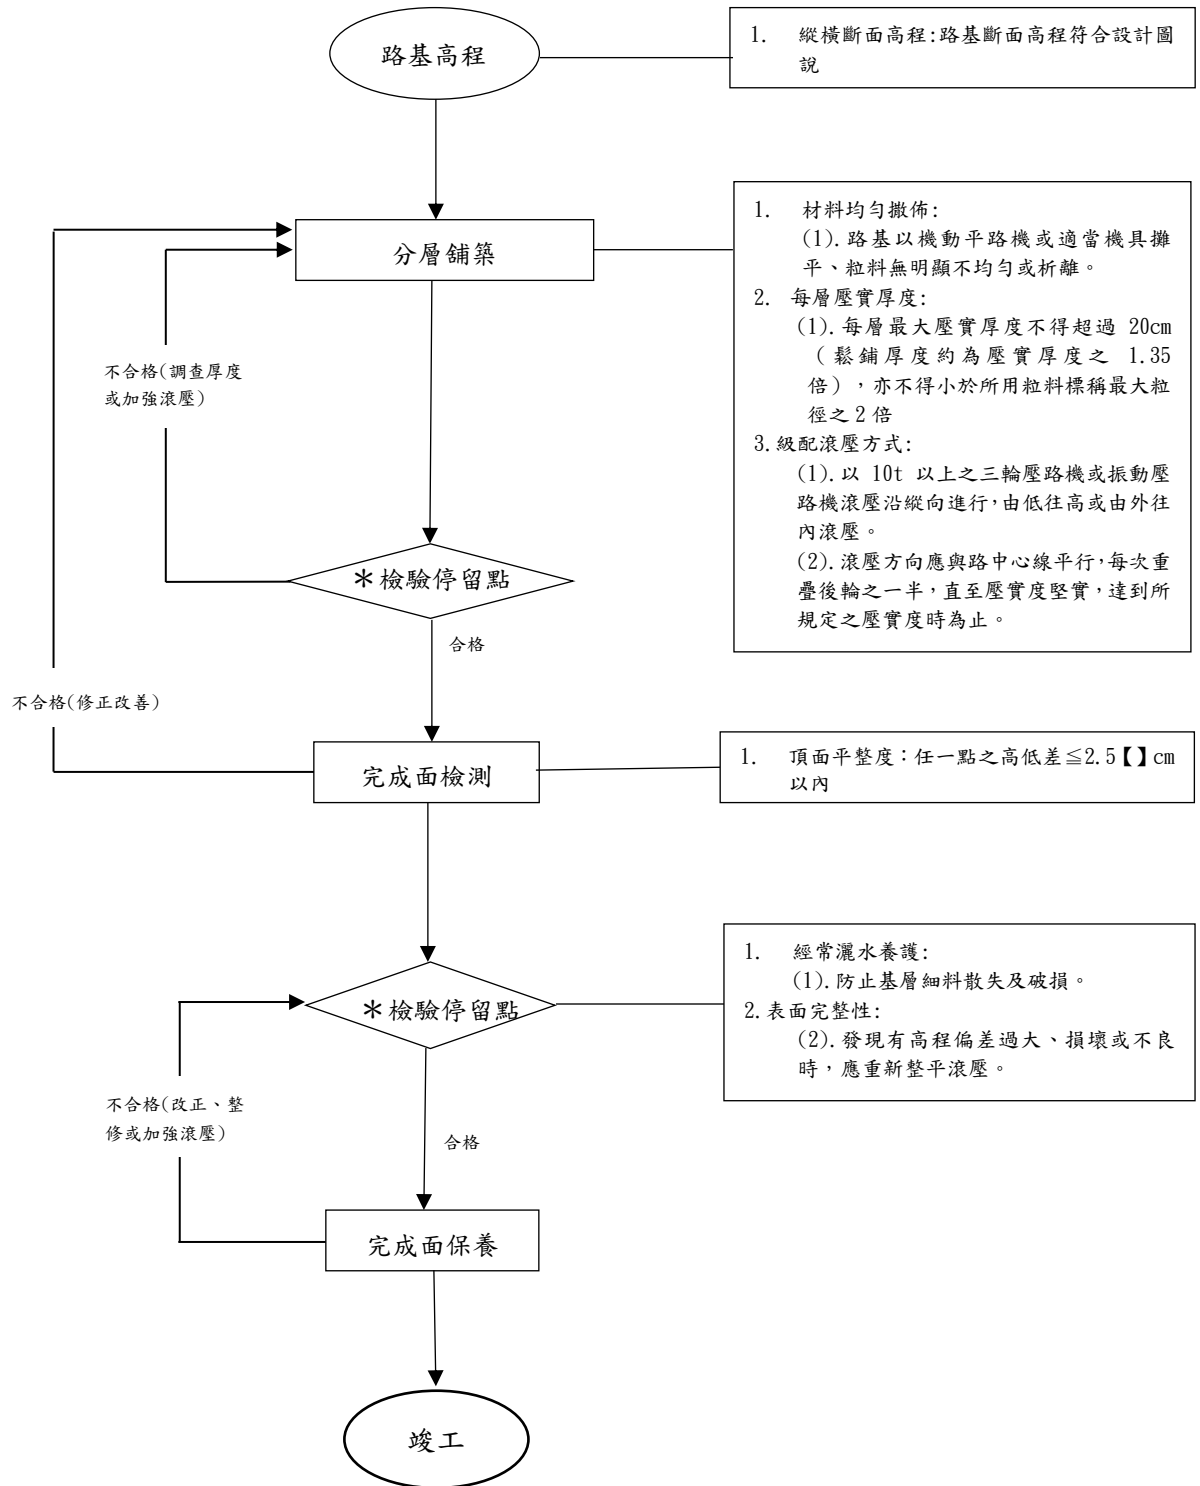 路基高程
1. 縱橫斷面高程:路基斷面高程符合設計圖
說
分層舖築
1. 材料均勻撒佈:
(1).路基以機動平路機或適當機具攤
平、粒料無明顯不均勻或析離。
2. 每層壓實厚度:
(1).每層最大壓實厚度不得超過 20cm
(鬆鋪厚度約為壓實厚度之 1.35
倍),亦不得小於所用粒料標稱最大粒
徑之2倍
3.級配滾壓方式:
(1).以 10t 以上之三輪壓路機或振動壓
路機滾壓沿縱向進行,由低往高或由外往
內滾壓。
(2).滾壓方向應與路中心線平行,每次重
疊後輪之一半,直至壓實度堅實,達到所
規定之壓實度時為止。
不合格(調查厚度
或加強滾壓)
＊檢驗停留點
合格
不合格(修正改善)
完成面檢測
1. 頂面平整度：任一點之高低差≦2.5【】cm
以內
＊檢驗停留點
1. 經常灑水養護:
(1).防止基層細料散失及破損。
2.表面完整性:
(2).發現有高程偏差過大、損壞或不良
時，應重新整平滾壓。
不合格(改正、整
修或加強滾壓)
合格
完成面保養
竣工